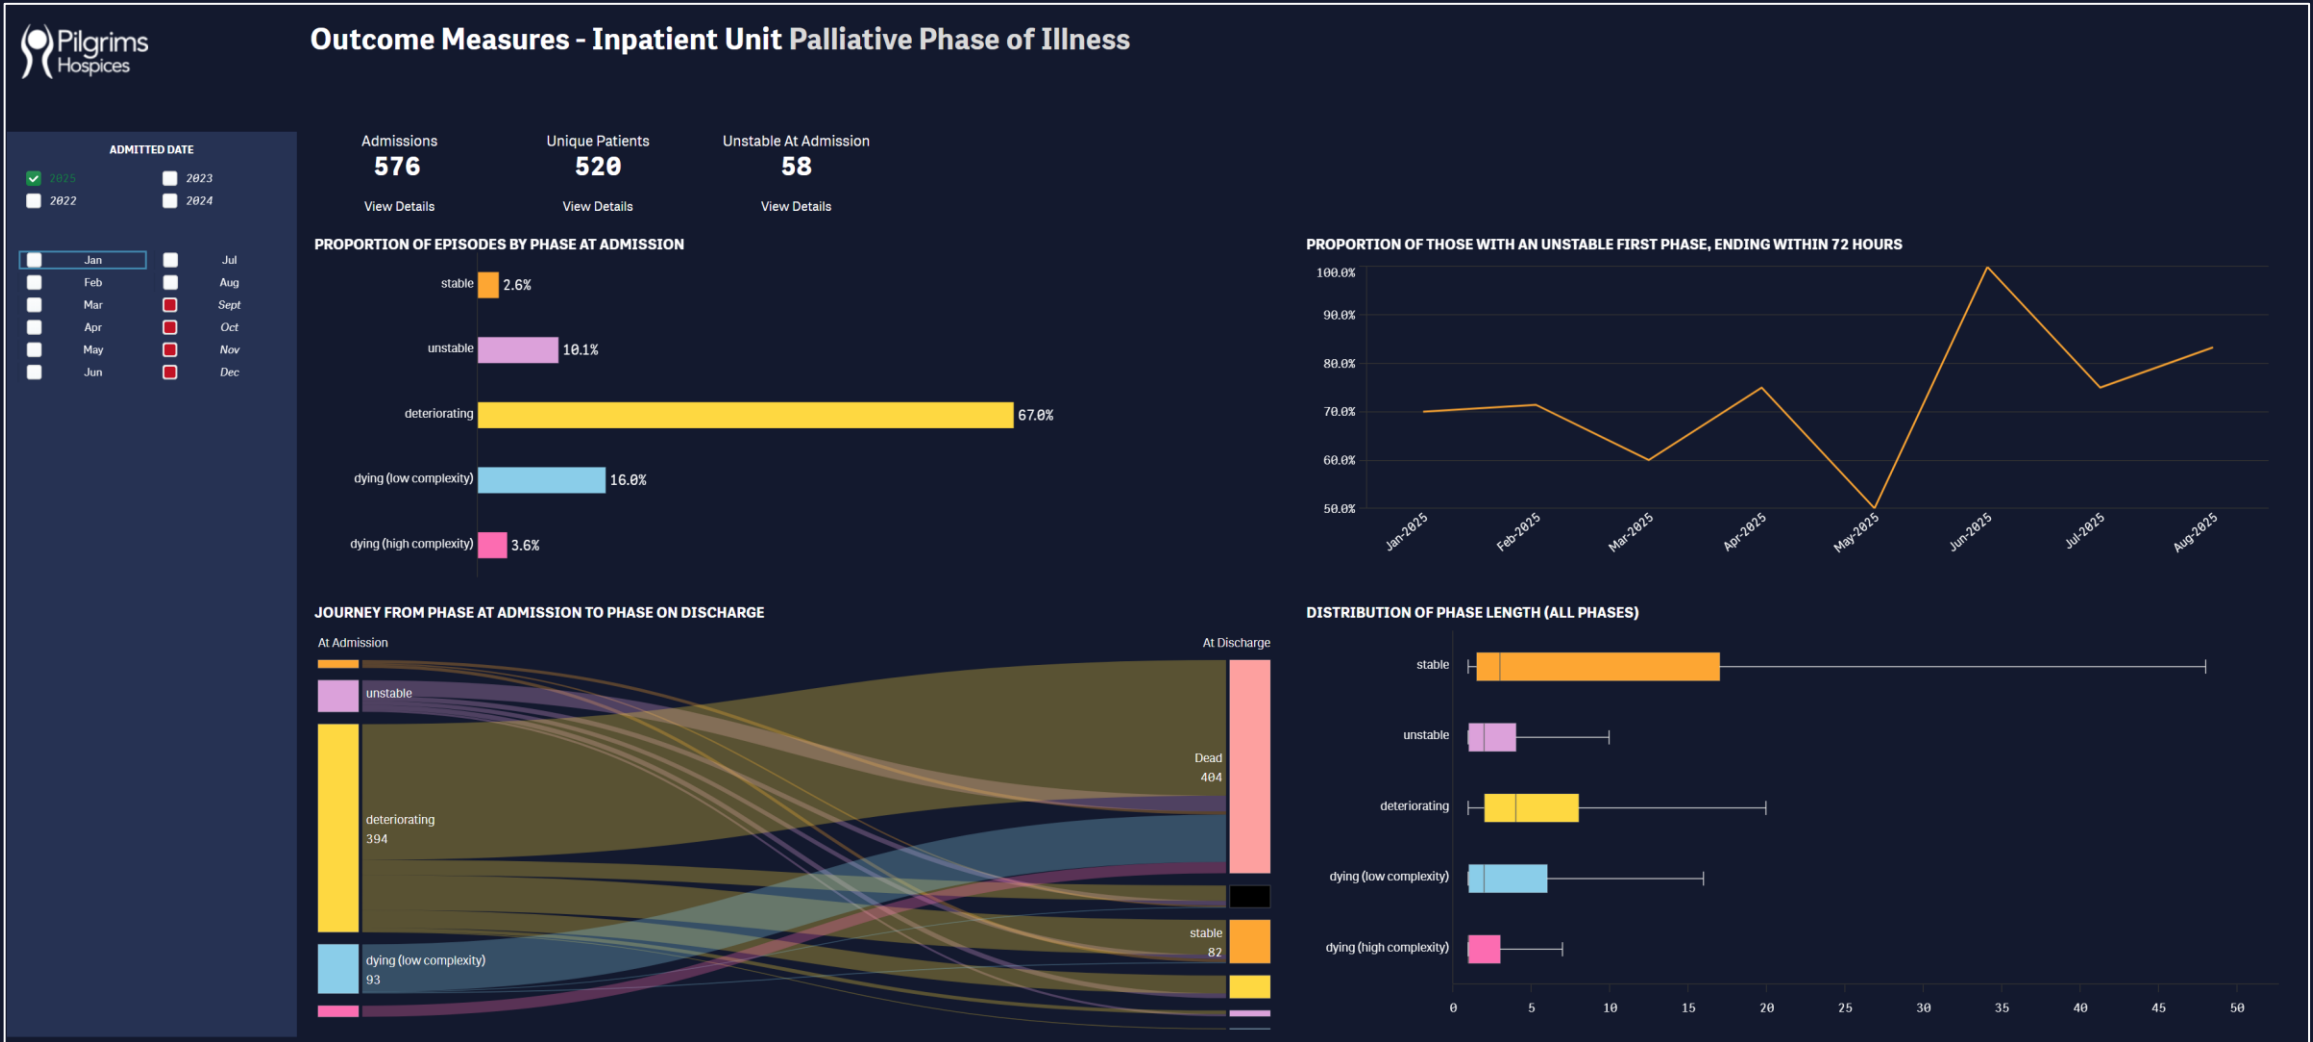 Pilgrims
Hospices
Outcome Measures - Inpatient Unit Palliative Phase of Illness
ADMITTED DATE
2025 2023
2022 2024
Jan Jul
Feb Aug
Mar Sept
Apr Oct
May Nov
Jun Dec
Admissions Unique Patients Unstable At Admission
576 520 58
View Details View Details View Details
PROPORTION OF EPISODES BY PHASE AT ADMISSION
stable 2.6%
unstable 10.1%
deteriorating 67.0%
dying (low complexity) 16.0%
dying (high complexity) 3.6%
PROPORTION OF THOSE WITH AN UNSTABLE FIRST PHASE, ENDING WITHIN 72 HOURS
100.0%
90.0%
80.0%
70.0%
60.0%
50.0%
Jan-2025 Feb-2025 Mar-2025 Apr-2025 May-2025 Jun-2025 Jul-2025 Aug-2025
JOURNEY FROM PHASE AT ADMISSION TO PHASE ON DISCHARGE
At Admission At Discharge
unstable
Dead
404
deteriorating
394
stable
82
dying (low complexity)
93
DISTRIBUTION OF PHASE LENGTH (ALL PHASES)
stable
unstable
deteriorating
dying (low complexity)
dying (high complexity)
0 5 10 15 20 25 30 35 40 45 50